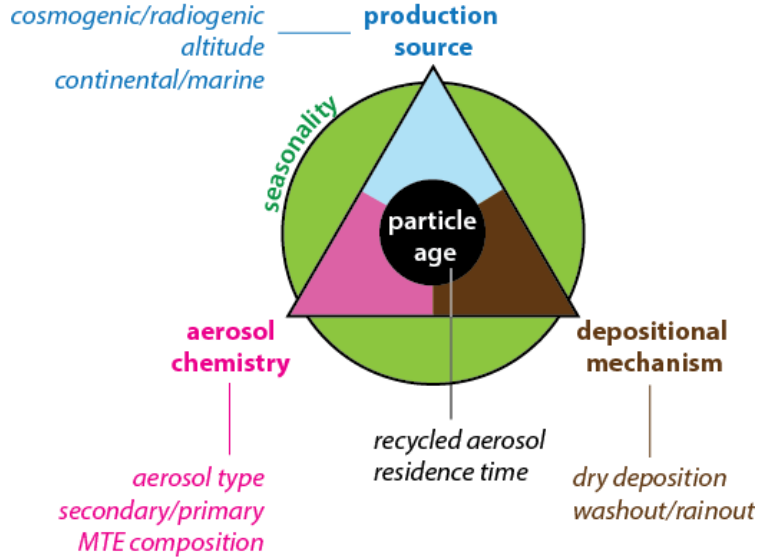 cosmogenic/radiogenic
altitude
continental/marine
production
source
seasonality
particle
age
aerosol
chemistry
depositional
mechanism
recycled aerosol
residence time
aerosol type
secondary/primary
MTE composition
dry deposition
washout/rainout